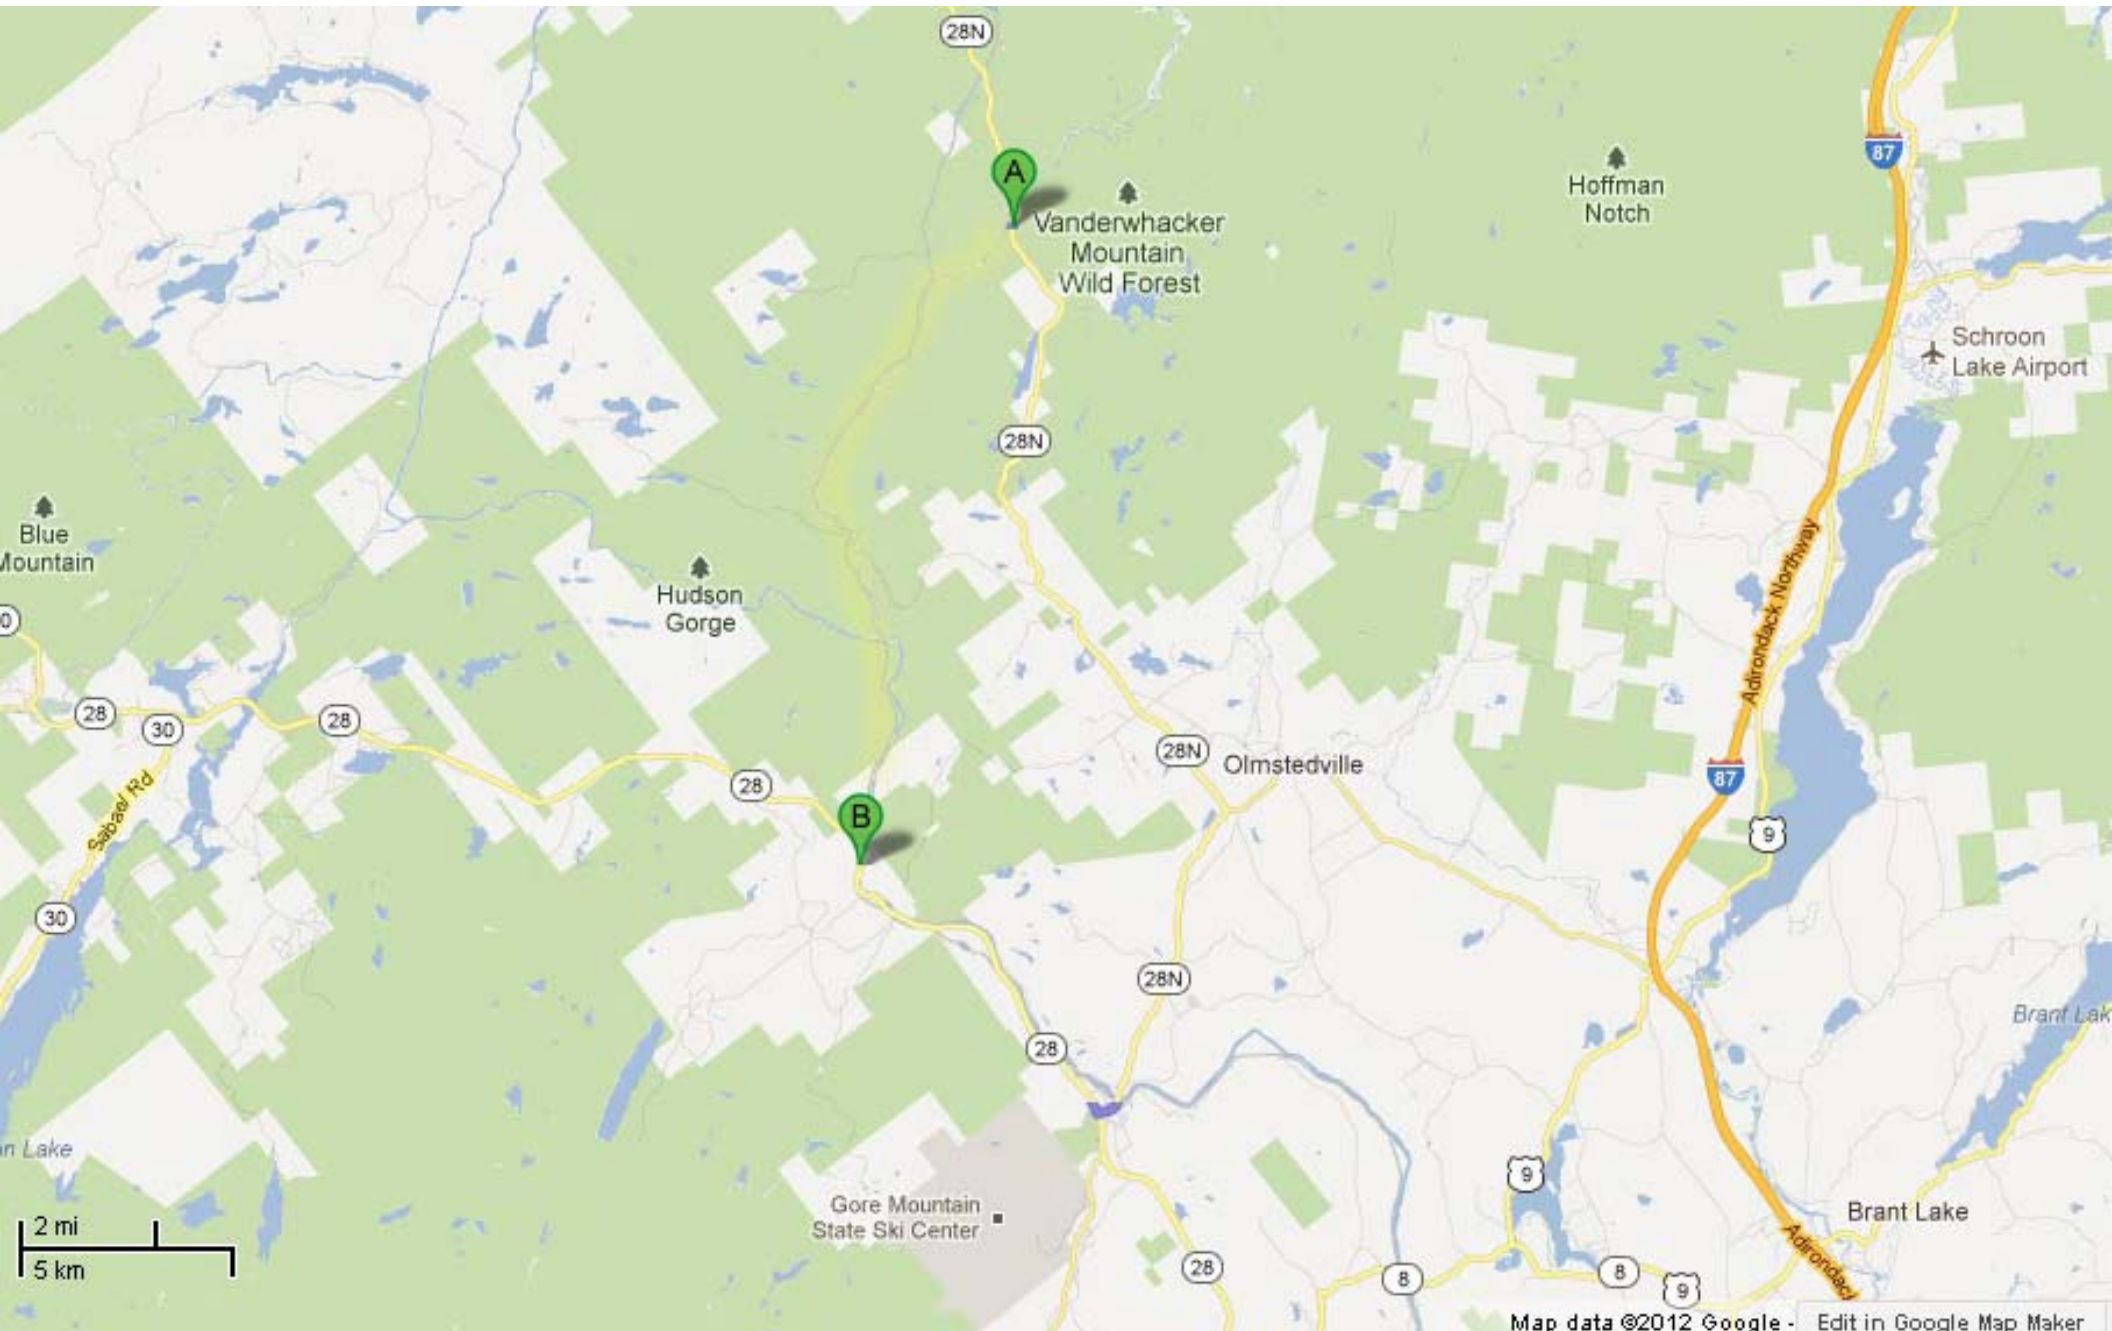 28N
87
A
Hoffman
Notch
Vanderwhacker
Mountain
Wild Forest
Schroon
Lake Airport
28N
Blue
Mountain
Adirondack Northway
Hudson
Gorge
0
28
30
28
28N
Olmstedville
28
87
Sabael Rd
B
9
30
28N
28
Brant Lak
n Lake
9
Gore Mountain
State Ski Center
Brant Lake
2 mi
5 km
28
8
8
9
Adirondac
Map data ©2012 Google -
Edit in Google Map Maker